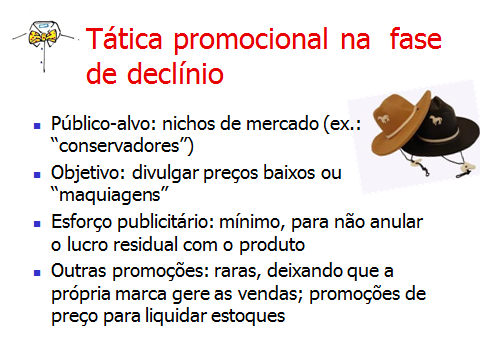 Tática promocional na fase
de declínio
Público-alvo: nichos de mercado (ex.:
“conservadores”)
Objetivo: divulgar preços baixos ou
“maquiagens”
Esforço publicitário: mínimo, para não anular
o lucro residual com o produto
Outras promoções: raras, deixando que a
própria marca gere as vendas; promoções de
preço para liquidar estoques